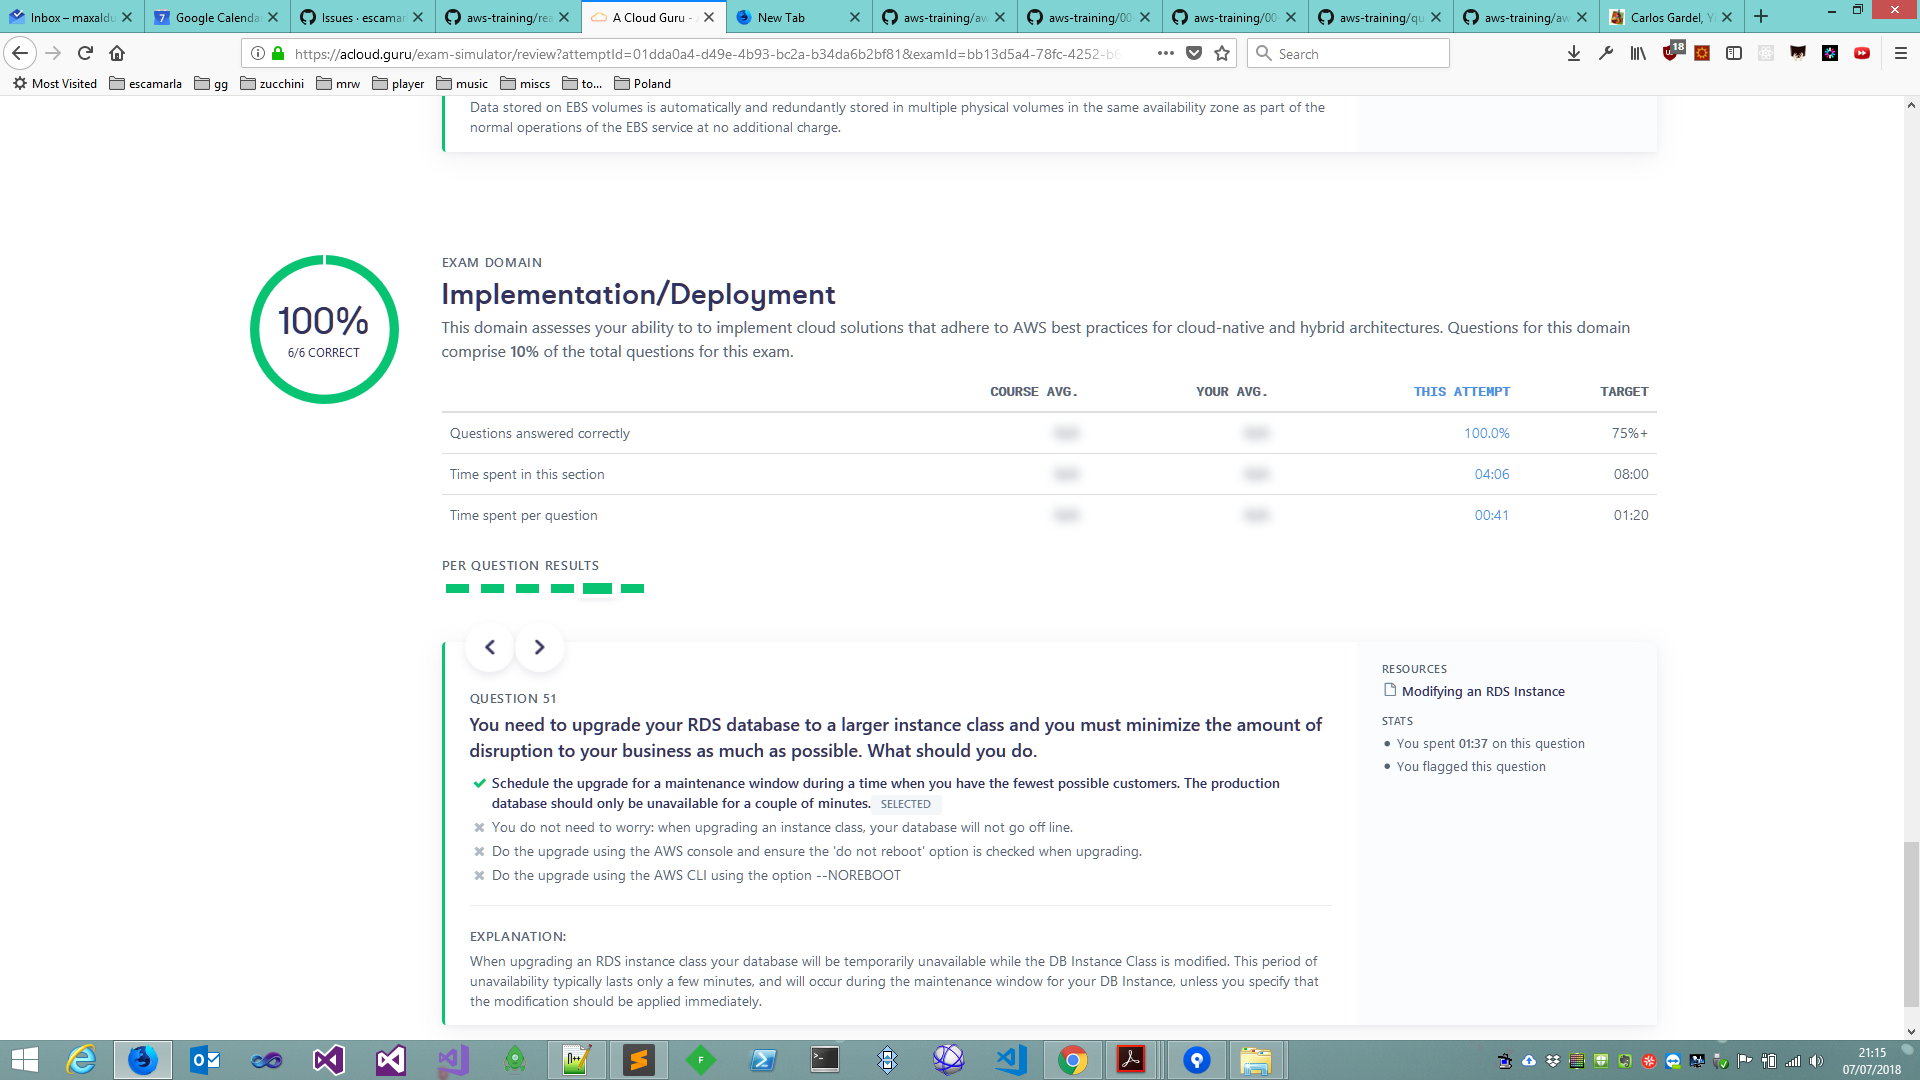 Inbox – maxaldu
Google Calenda
Issues · escamar
aws-training/rea
A Cloud Guru -
New Tab
aws-training/aw
aws-training/00
aws-training/00
aws-training/qu
aws-training/aw
Carlos Gardel, Y
https://acloud.guru/exam-simulator/review?attemptId=01dda0a4-d49e-4b93-bc2a-b34da6b2bf81&examId=bb13d5a4-78fc-4252-b6
Search
18
Most Visited
escamarla
gg
zucchini
mrw
player
music
miscs
to...
Poland
Data stored on EBS volumes is automatically and redundantly stored in multiple physical volumes in the same availability zone as part of the
normal operations of the EBS service at no additional charge.
100%
6/6 CORRECT
EXAM DOMAIN
Implementation/Deployment
This domain assesses your ability to to implement cloud solutions that adhere to AWS best practices for cloud-native and hybrid architectures. Questions for this domain
comprise 10% of the total questions for this exam.
COURSE AVG. YOUR AVG. THIS ATTEMPT TARGET
Questions answered correctly 100.0% 75%+
Time spent in this section 04:06 08:00
Time spent per question 00:41 01:20
PER QUESTION RESULTS
QUESTION 51
You need to upgrade your RDS database to a larger instance class and you must minimize the amount of
disruption to your business as much as possible. What should you do.
Schedule the upgrade for a maintenance window during a time when you have the fewest possible customers. The production
database should only be unavailable for a couple of minutes. SELECTED
You do not need to worry: when upgrading an instance class, your database will not go off line.
Do the upgrade using the AWS console and ensure the 'do not reboot' option is checked when upgrading.
Do the upgrade using the AWS CLI using the option --NOREBOOT
EXPLANATION:
When upgrading an RDS instance class your database will be temporarily unavailable while the DB Instance Class is modified. This period of
unavailability typically lasts only a few minutes, and will occur during the maintenance window for your DB Instance, unless you specify that
the modification should be applied immediately.
RESOURCES
Modifying an RDS Instance
STATS
You spent 01:37 on this question
You flagged this question
21:15
07/07/2018